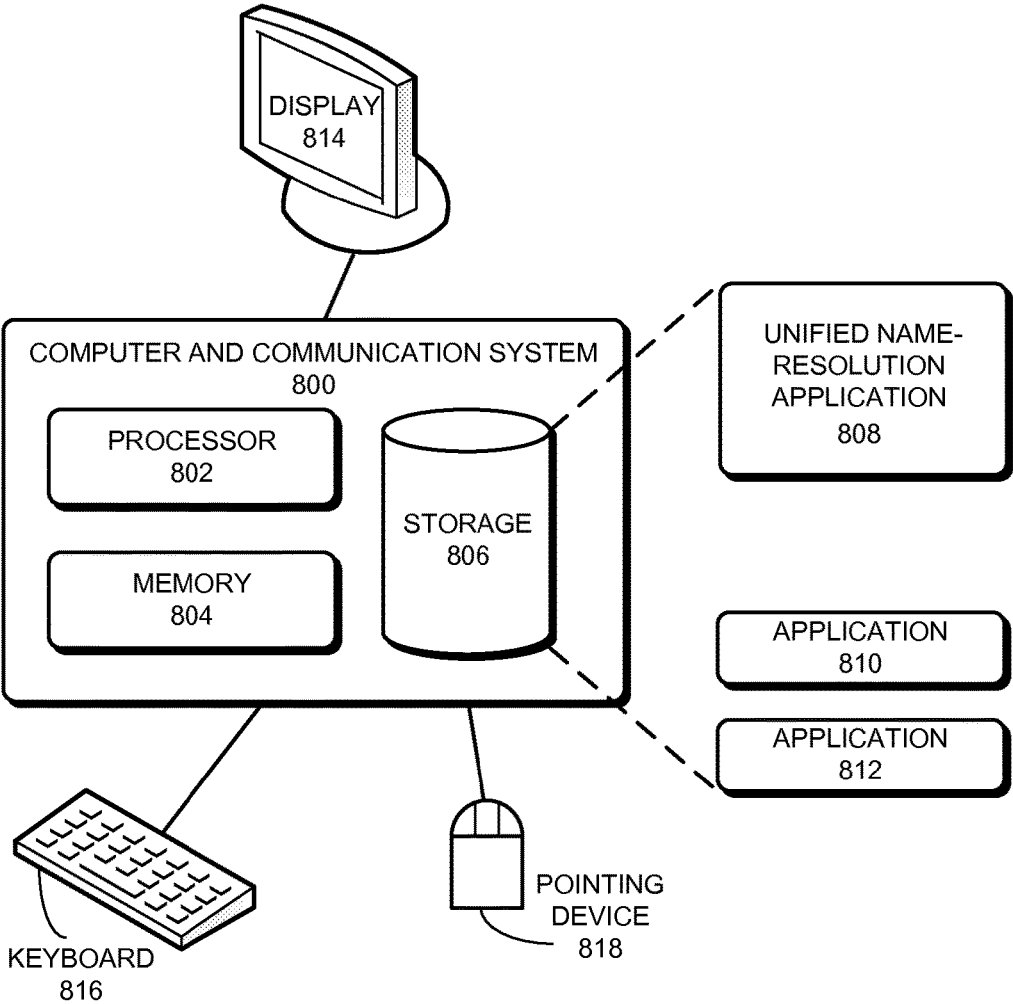 DISPLAY
814
COMPUTER AND COMMUNICATION SYSTEM
800
PROCESSOR
802
MEMORY
804
STORAGE
806
UNIFIED NAME-
RESOLUTION
APPLICATION
808
APPLICATION
810
APPLICATION
812
KEYBOARD
816
POINTING
DEVICE
818